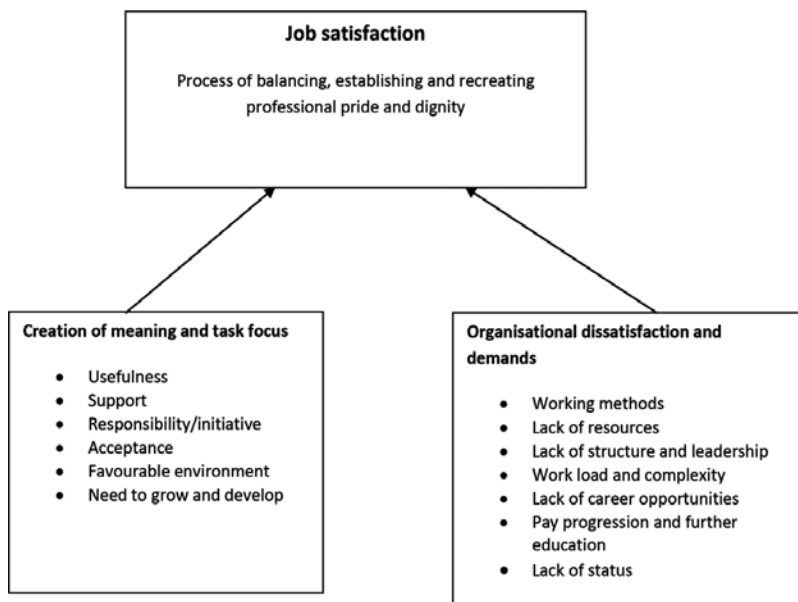 Job satisfaction
Process of balancing, establishing and recreating
professional pride and dignity
Creation of meaning and task focus
• Usefulness
• Support
• Responsibility/initiative
• Acceptance
• Favourable environment
• Need to grow and develop
Organisational dissatisfaction and
demands
• Working methods
• Lack of resources
• Lack of structure and leadership
• Work load and complexity
• Lack of career opportunities
• Pay progression and further
education
• Lack of status